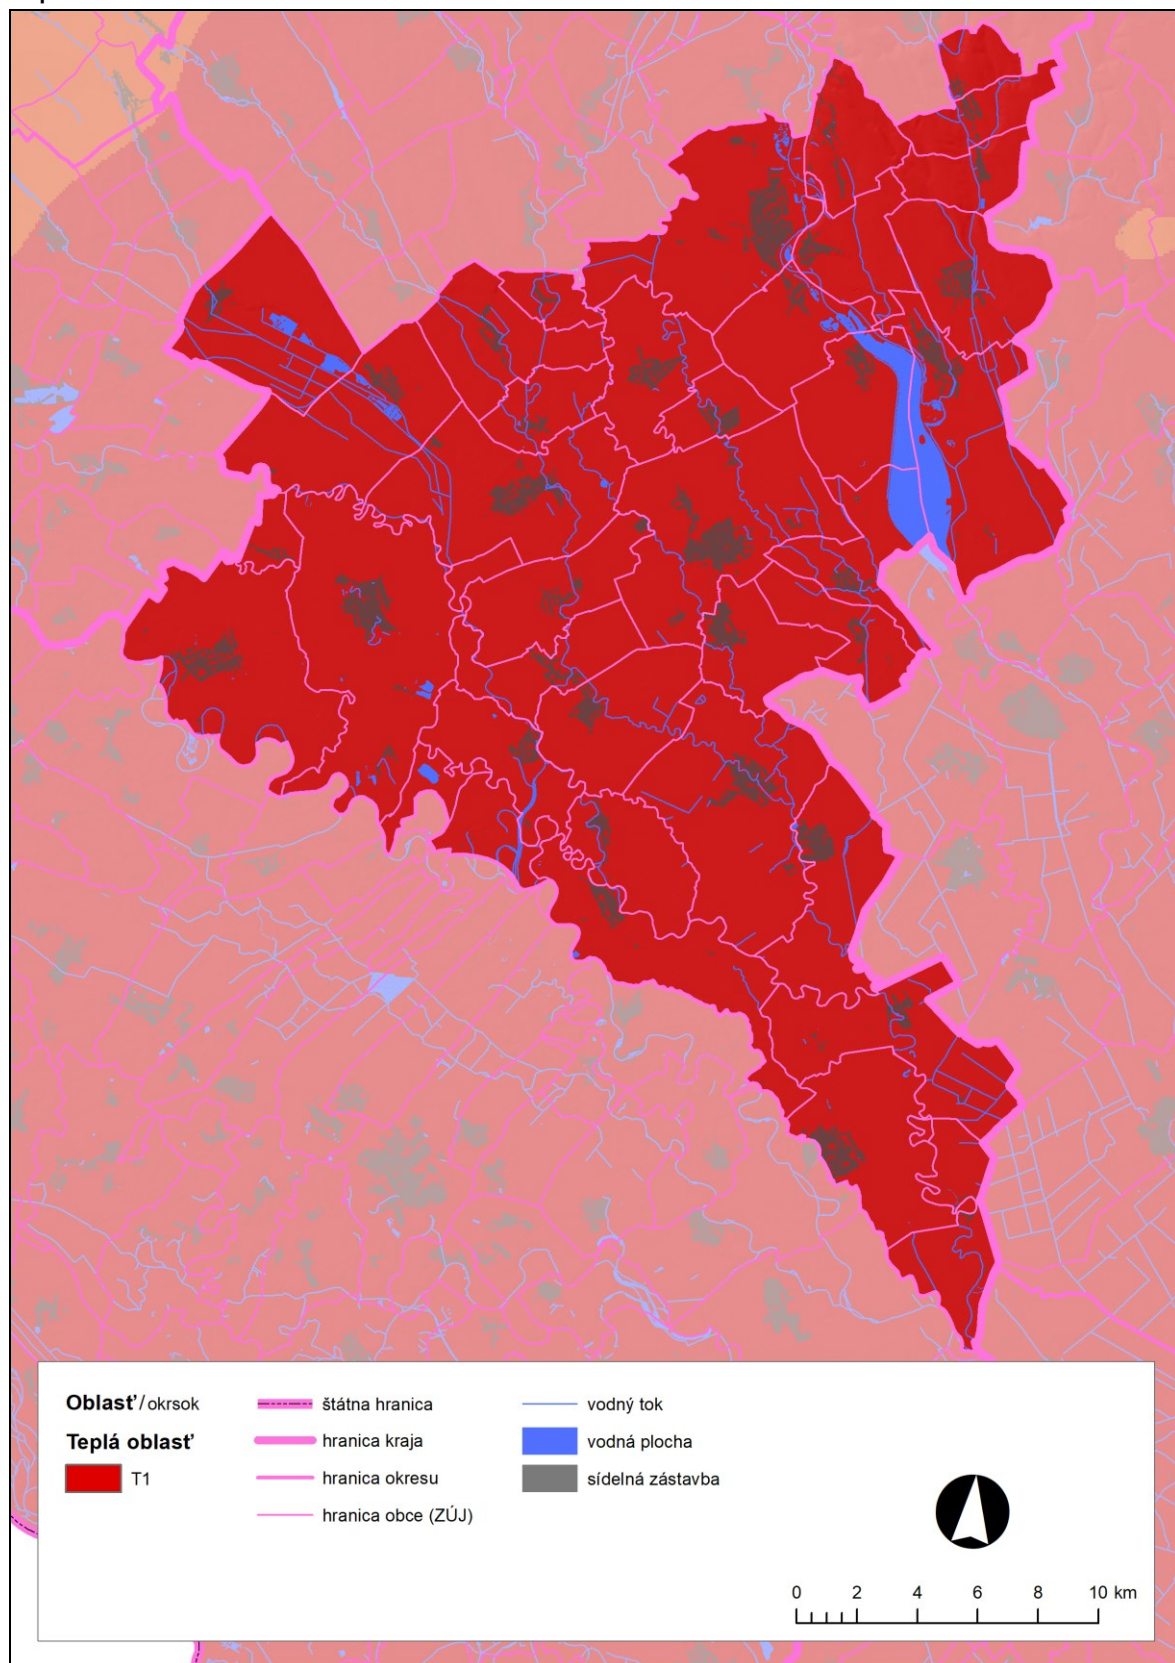 Oblasť/okrsok
Teplá oblasť
T1
štátna hranica
hranica kraja
hranica okresu
hranica obce (ZÚJ)
vodný tok
vodná plocha
sídelná zástavba
0 2 4 6 8 10 km